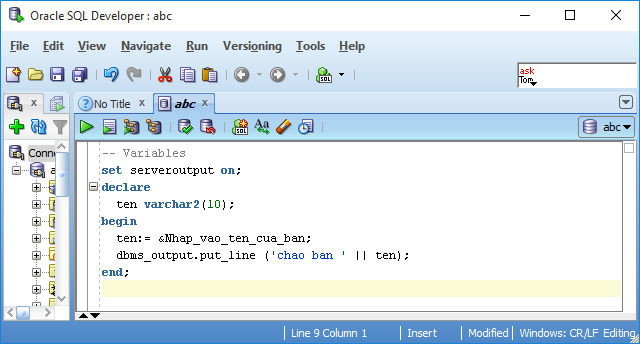 Oracle SQL Developer : abc
File Edit View Navigate Run Versioning Tools Help
SQL
ask
Tom
No Title
abc
abc
Conne
a
-- Variables
set serveroutput on;
declare
  ten varchar2(10);
begin
  ten:= &Nhap_vao_ten_cua_ban;
  dbms_output.put_line ('chao ban ' || ten);
end;
Line 9 Column 1 Insert Modified Windows: CR/LF Editing